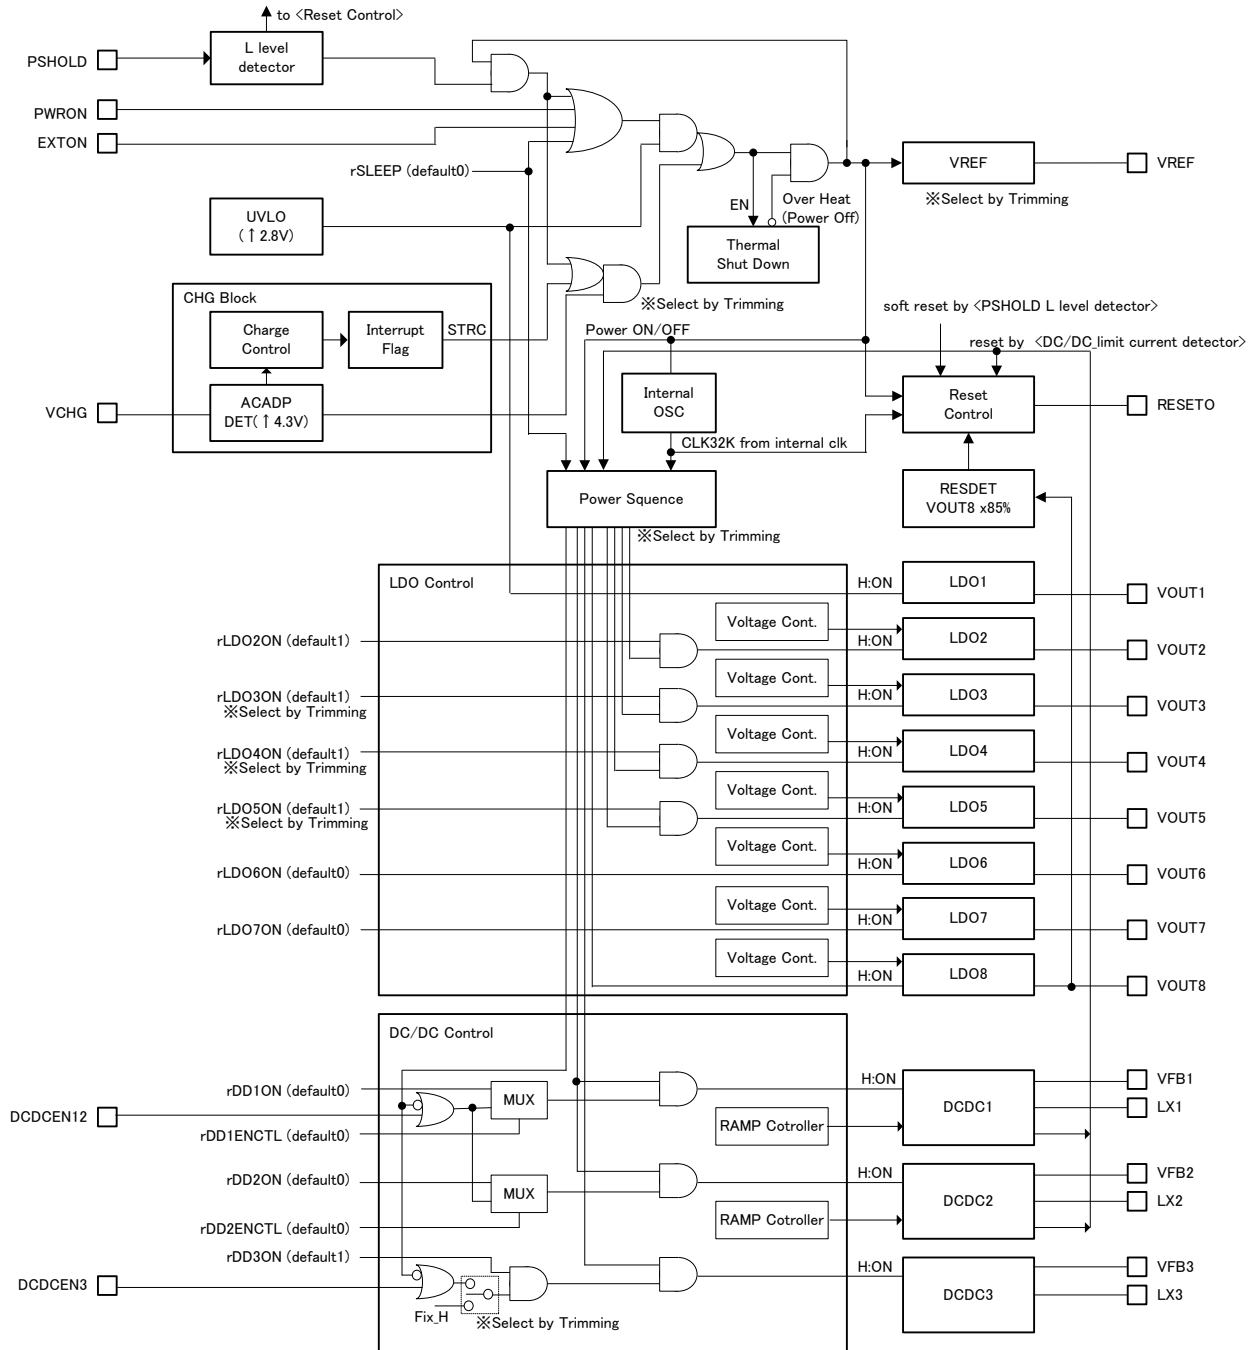 to <Reset Control>
PSHOLD
L level
detector
PWRON
EXTON
rSLEEP (default0)
VREF
VREF
※Select by Trimming
UVLO
(↑2.8V)
EN
Over Heat
(Power Off)
Thermal
Shut Down
CHG Block
Charge
Control
Interrupt
Flag
STRC
※Select by Trimming
soft reset by <PSHOLD L level detector>
Power ON/OFF
reset by <DC/DC_limit current detector>
VCHG
ACADP
DET(↑4.3V)
Internal
OSC
Reset
Control
RESETO
CLK32K from internal clk
Power Squence
※Select by Trimming
RESDET
VOUT8 x85%
LDO Control
H:ON
LDO1
VOUT1
Voltage Cont.
rLDO2ON (default1)
H:ON
LDO2
VOUT2
Voltage Cont.
rLDO3ON (default1)
※Select by Trimming
H:ON
LDO3
VOUT3
Voltage Cont.
rLDO4ON (default1)
※Select by Trimming
H:ON
LDO4
VOUT4
Voltage Cont.
rLDO5ON (default1)
※Select by Trimming
H:ON
LDO5
VOUT5
Voltage Cont.
rLDO6ON (default0)
H:ON
LDO6
VOUT6
Voltage Cont.
rLDO7ON (default0)
H:ON
LDO7
VOUT7
Voltage Cont.
H:ON
LDO8
VOUT8
DC/DC Control
rDD1ON (default0)
MUX
H:ON
DCDC1
VFB1
LX1
DCDCEN12
rDD1ENCTL (default0)
RAMP Cotroller
rDD2ON (default0)
MUX
H:ON
DCDC2
VFB2
LX2
rDD2ENCTL (default0)
RAMP Cotroller
rDD3ON (default1)
H:ON
DCDC3
VFB3
LX3
DCDCEN3
Fix_H
※Select by Trimming